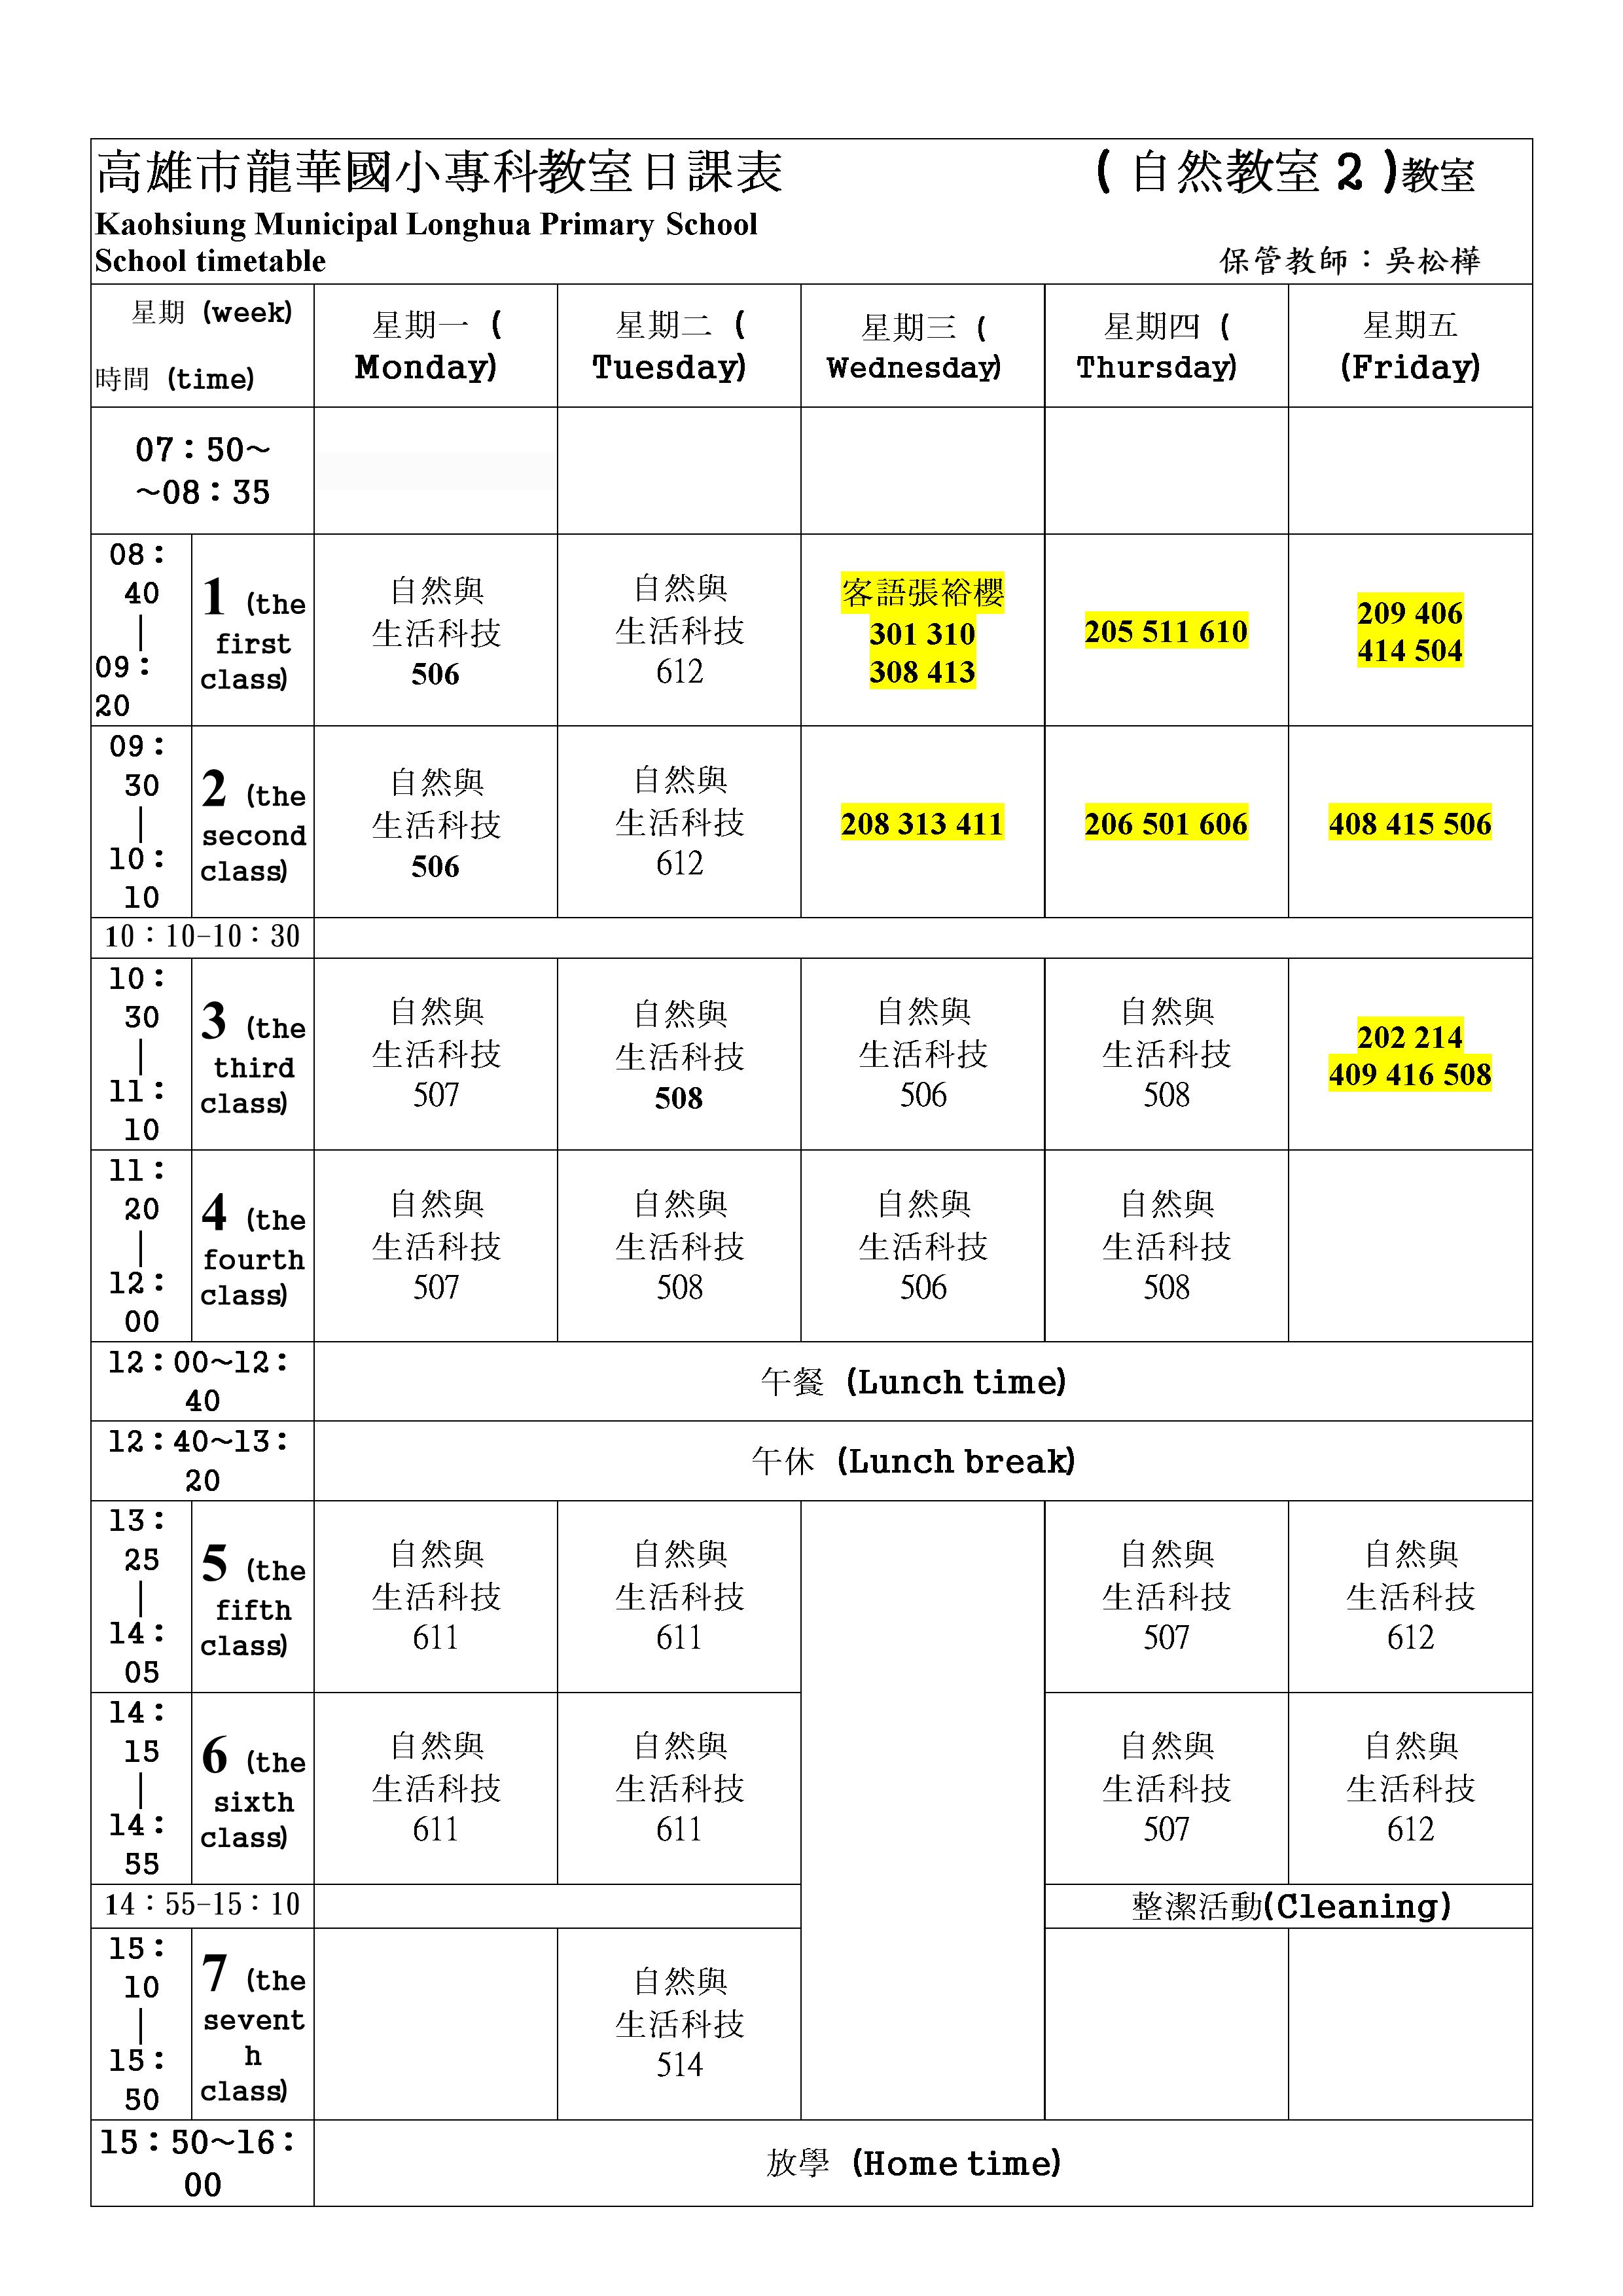 高雄市龍華國小專科教室日課表 ( 自然教室 2 )教室
Kaohsiung Municipal Longhua Primary School
School timetable 保管教師：吳松樺
星期 (week)
時間 (time)
星期一 (
Monday)
星期二 (
Tuesday)
星期三 (
Wednesday)
星期四 (
Thursday)
星期五
(Friday)
07：50～
～08：35
08：
40
｜
09：
20
1 (the
first
class)
自然與
生活科技
506
自然與
生活科技
612
客語張裕櫻
301 310
308 413
205 511 610
209 406
414 504
09：
30
｜
10：
10
2 (the
second
class)
自然與
生活科技
506
自然與
生活科技
612
208 313 411
206 501 606
408 415 506
10：10-10：30
10：
30
｜
11：
10
3 (the
third
class)
自然與
生活科技
507
自然與
生活科技
508
自然與
生活科技
506
自然與
生活科技
508
202 214
409 416 508
11：
20
｜
12：
00
4 (the
fourth
class)
自然與
生活科技
507
自然與
生活科技
508
自然與
生活科技
506
自然與
生活科技
508
12：00～12：
40
午餐 (Lunch time)
12：40～13：
20
午休 (Lunch break)
13：
25
｜
14：
05
5 (the
fifth
class)
自然與
生活科技
611
自然與
生活科技
611
自然與
生活科技
507
自然與
生活科技
612
14：
15
｜
14：
55
6 (the
sixth
class)
自然與
生活科技
611
自然與
生活科技
611
自然與
生活科技
507
自然與
生活科技
612
14：55-15：10
整潔活動(Cleaning)
15：
10
｜
15：
50
7 (the
sevent
h
class)
自然與
生活科技
514
15：50～16：
00
放學 (Home time)